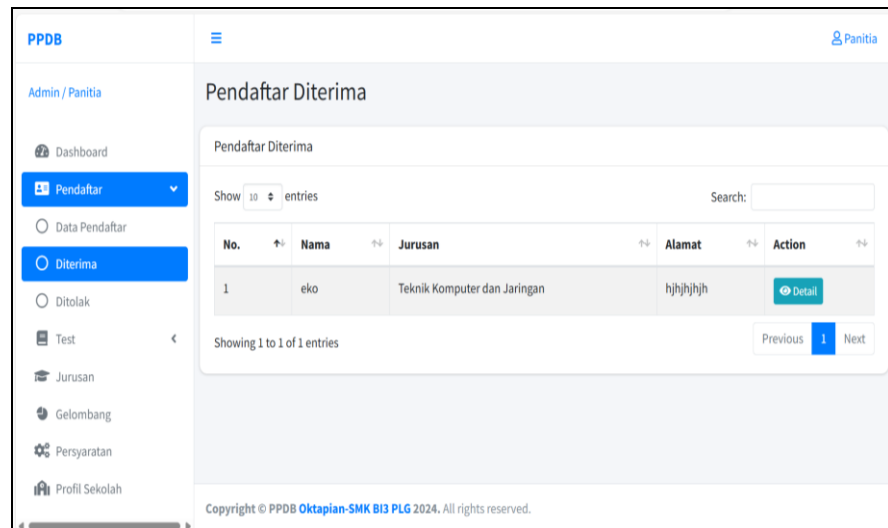 PPDB
Panitia
Admin / Panitia
Dashboard
Pendaftar
Data Pendaftar
Diterima
Ditolak
Test
Jurusan
Gelombang
Persyaratan
Profil Sekolah
Pendaftar Diterima
Pendaftar Diterima
Show 10 entries Search:
No. Nama Jurusan Alamat Action
1 eko Teknik Komputer dan Jaringan hjhjhjhjh Detail
Showing 1 to 1 of 1 entries Previous 1 Next
Copyright © PPDB Oktapian-SMK BI3 PLG 2024. All rights reserved.